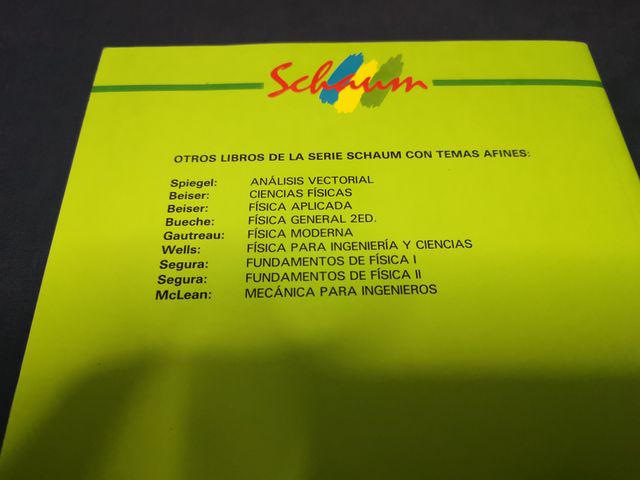 Schaum
OTROS LIBROS DE LA SERIE SCHAUM CON TEMAS AFINES:
Spiegel: ANÁLISIS VECTORIAL
Beiser: CIENCIAS FÍSICAS
Beiser: FÍSICA APLICADA
Bueche: FÍSICA GENERAL 2ED.
Gautreau: FÍSICA MODERNA
Wells: FÍSICA PARA INGENIERÍA Y CIENCIAS
Segura: FUNDAMENTOS DE FÍSICA I
Segura: FUNDAMENTOS DE FÍSICA II
McLean: MECÁNICA PARA INGENIEROS